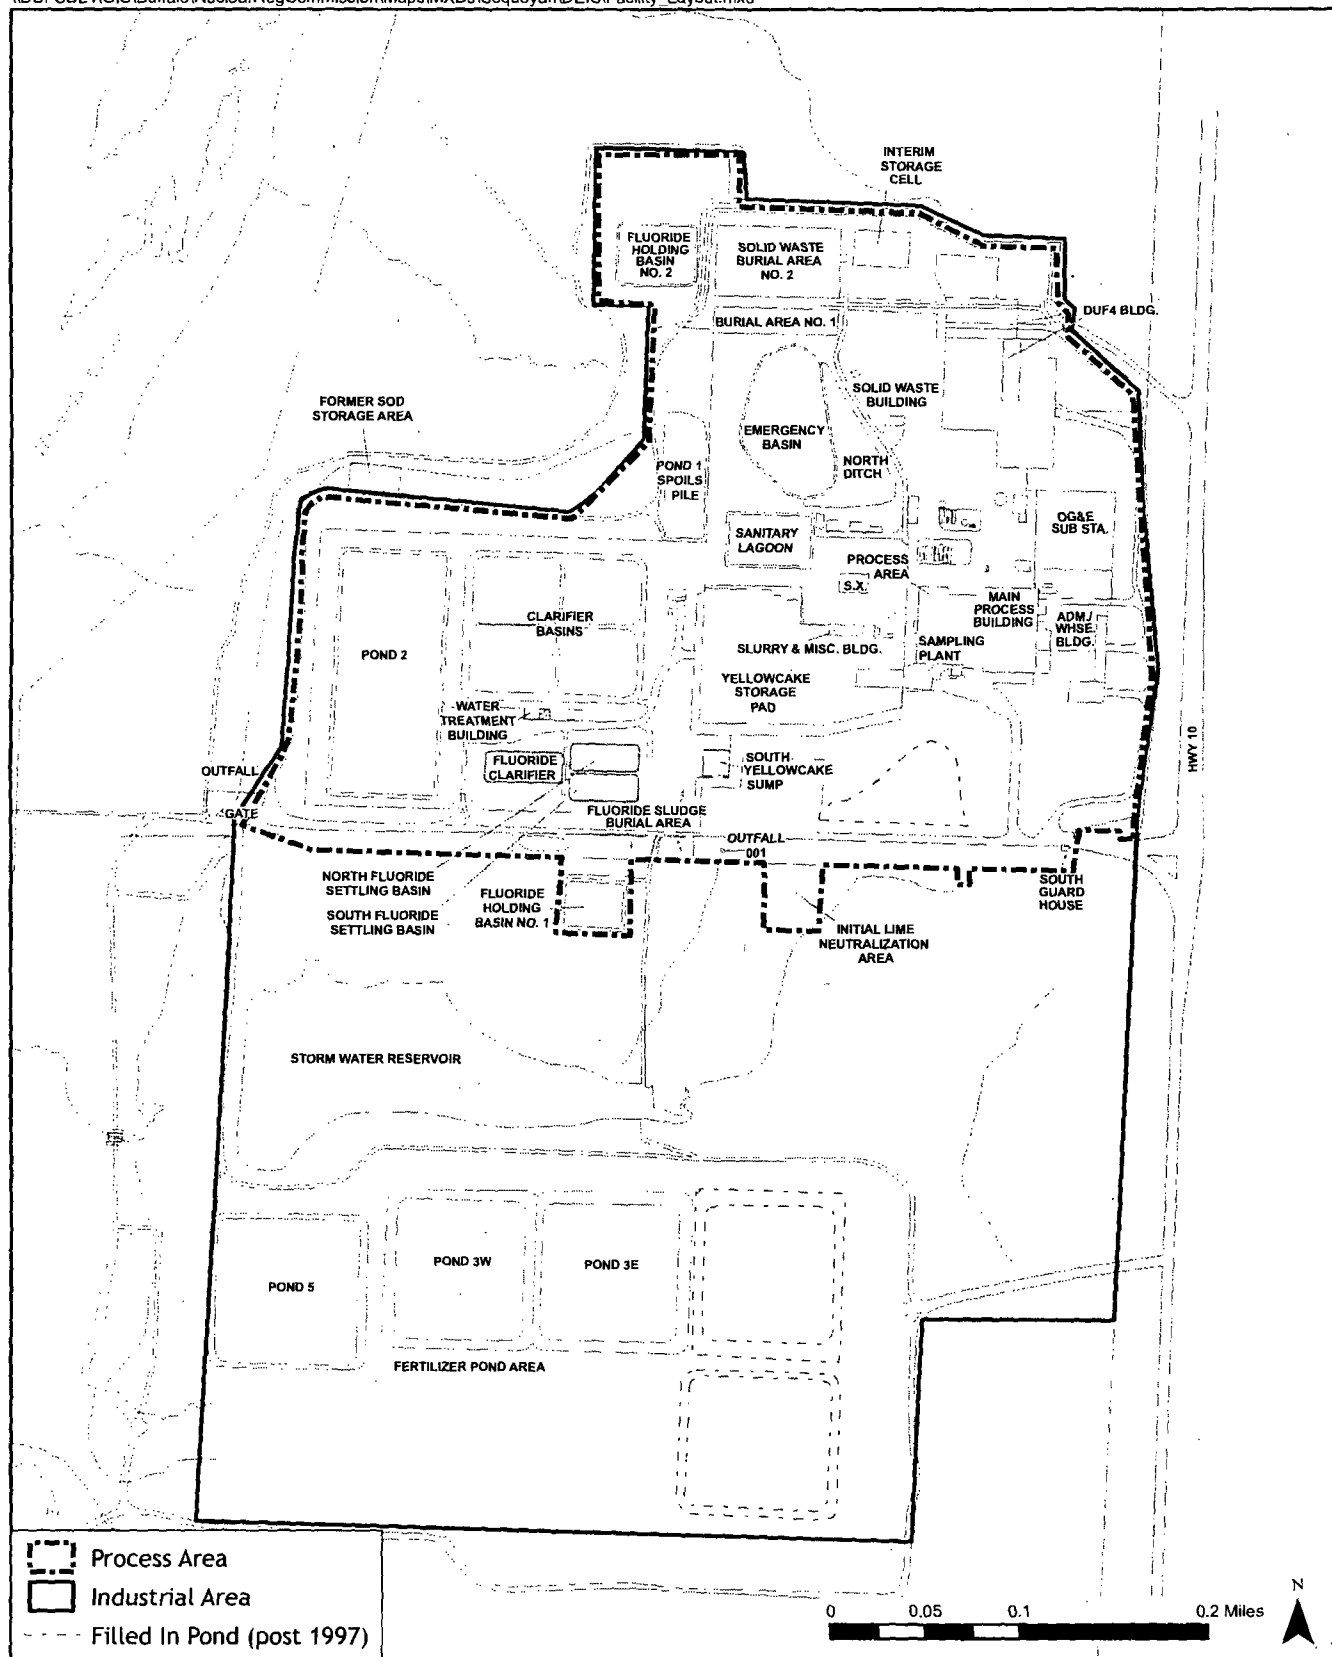 INTERIM
STORAGE
CELL
FLUORIDE
HOLDING
BASIN
NO. 2
SOLID WASTE
BURIAL AREA
NO. 2
DUF4 BLDG.
BURIAL AREA NO. 1
SOLID WASTE
BUILDING
FORMER SOD
STORAGE AREA
EMERGENCY
BASIN
NORTH
DITCH
POND 1
SPOILS
PILE
OG&E
SUB STA.
SANITARY
LAGOON
PROCESS
AREA
S.X.
MAIN
PROCESS
BUILDING
ADM./
WHSE.
BLDG.
CLARIFIER
BASINS
POND 2
SLURRY & MISC. BLDG.
SAMPLING
PLANT
YELLOWCAKE
STORAGE
PAD
WATER
TREATMENT
BUILDING
HWY 10
FLUORIDE
CLARIFIER
SOUTH
YELLOWCAKE
SUMP
OUTFALL
GATE
FLUORIDE SLUDGE
BURIAL AREA
OUTFALL
001
NORTH FLUORIDE
SETTLING BASIN
SOUTH FLUORIDE
SETTLING BASIN
FLUORIDE
HOLDING
BASIN NO. 1
SOUTH
GUARD
HOUSE
INITIAL LIME
NEUTRALIZATION
AREA
STORM WATER RESERVOIR
POND 5
POND 3W
POND 3E
FERTILIZER POND AREA
Process Area
Industrial Area
Filled In Pond (post 1997)
0 0.05 0.1 0.2 Miles
N